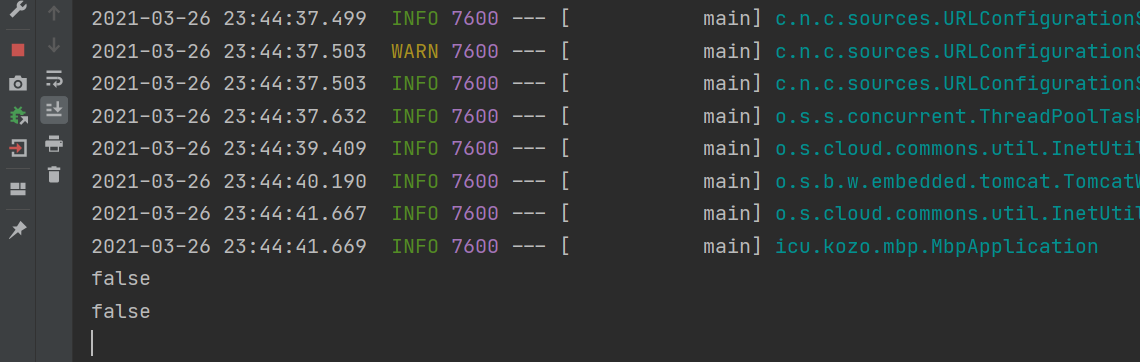 2021-03-26 23:44:37.499  INFO 7600 --- [           main] c.n.c.sources.URLConfigurationS
2021-03-26 23:44:37.503  WARN 7600 --- [           main] c.n.c.sources.URLConfigurationS
2021-03-26 23:44:37.503  INFO 7600 --- [           main] c.n.c.sources.URLConfigurationS
2021-03-26 23:44:37.632  INFO 7600 --- [           main] o.s.s.concurrent.ThreadPoolTask
2021-03-26 23:44:39.409  INFO 7600 --- [           main] o.s.cloud.commons.util.InetUtil
2021-03-26 23:44:40.190  INFO 7600 --- [           main] o.s.b.w.embedded.tomcat.TomcatW
2021-03-26 23:44:41.667  INFO 7600 --- [           main] o.s.cloud.commons.util.InetUtil
2021-03-26 23:44:41.669  INFO 7600 --- [           main] icu.kozo.mbp.MbpApplication
false
false